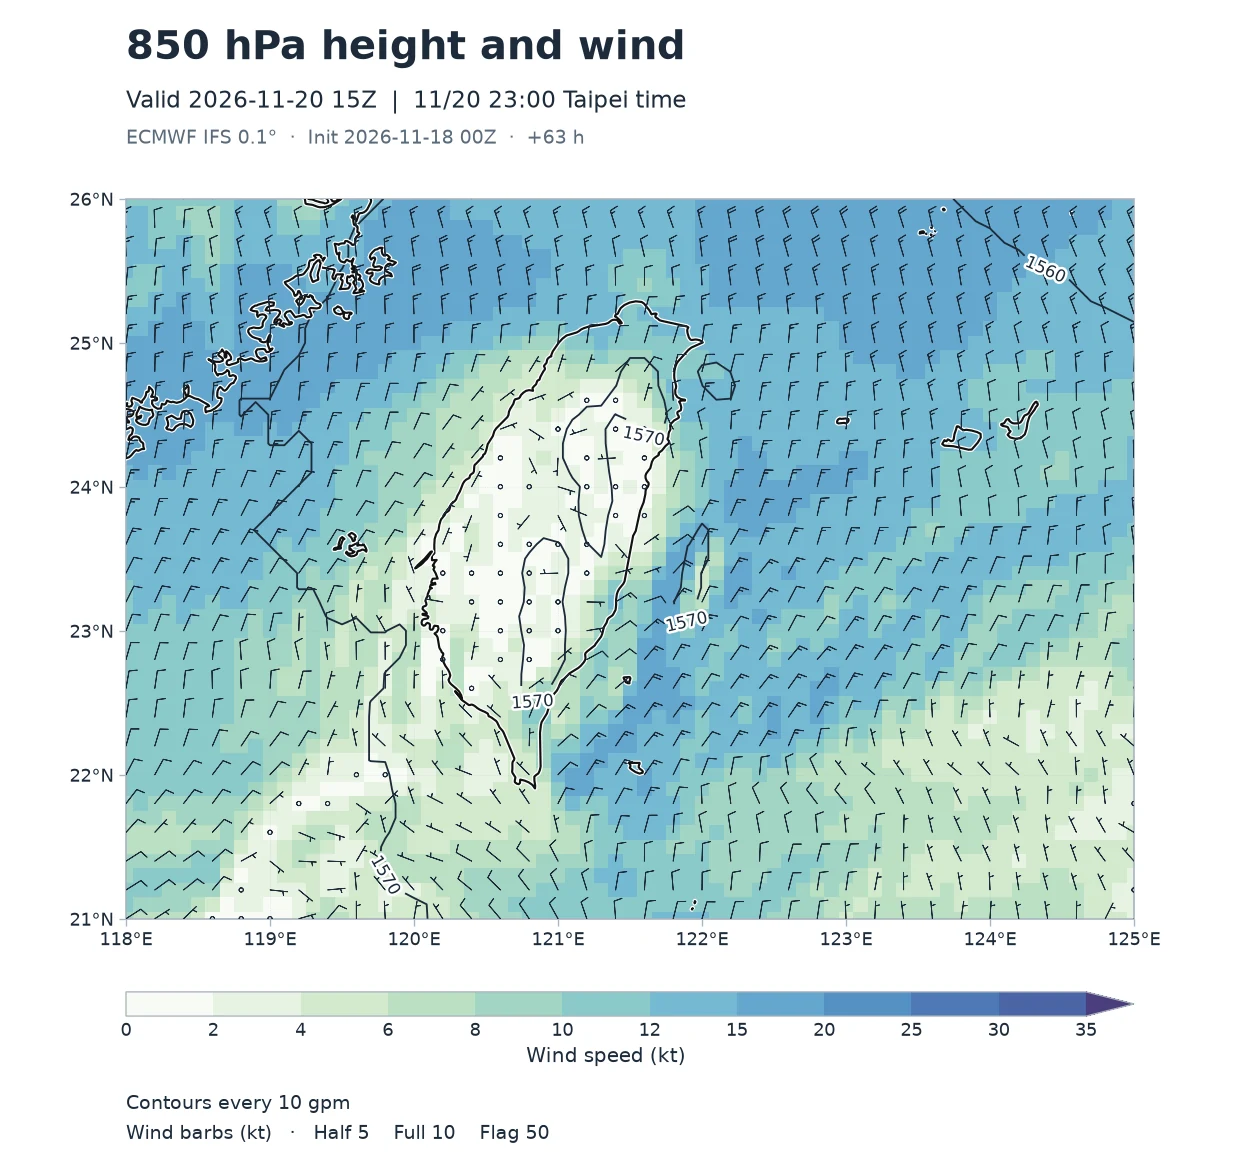 850 hPa height and wind
Valid 2026-11-20 15Z | 11/20 23:00 Taipei time
ECMWF IFS 0.1° · Init 2026-11-18 00Z · +63 h
26°N
1560
25°N
1570
24°N
1570
23°N
1570
22°N
1570
21°N
118°E 119°E 120°E 121°E 122°E 123°E 124°E 125°E
0 2 4 6 8 10 12 15 20 25 30 35
Wind speed (kt)
Contours every 10 gpm
Wind barbs (kt) · Half 5 Full 10 Flag 50